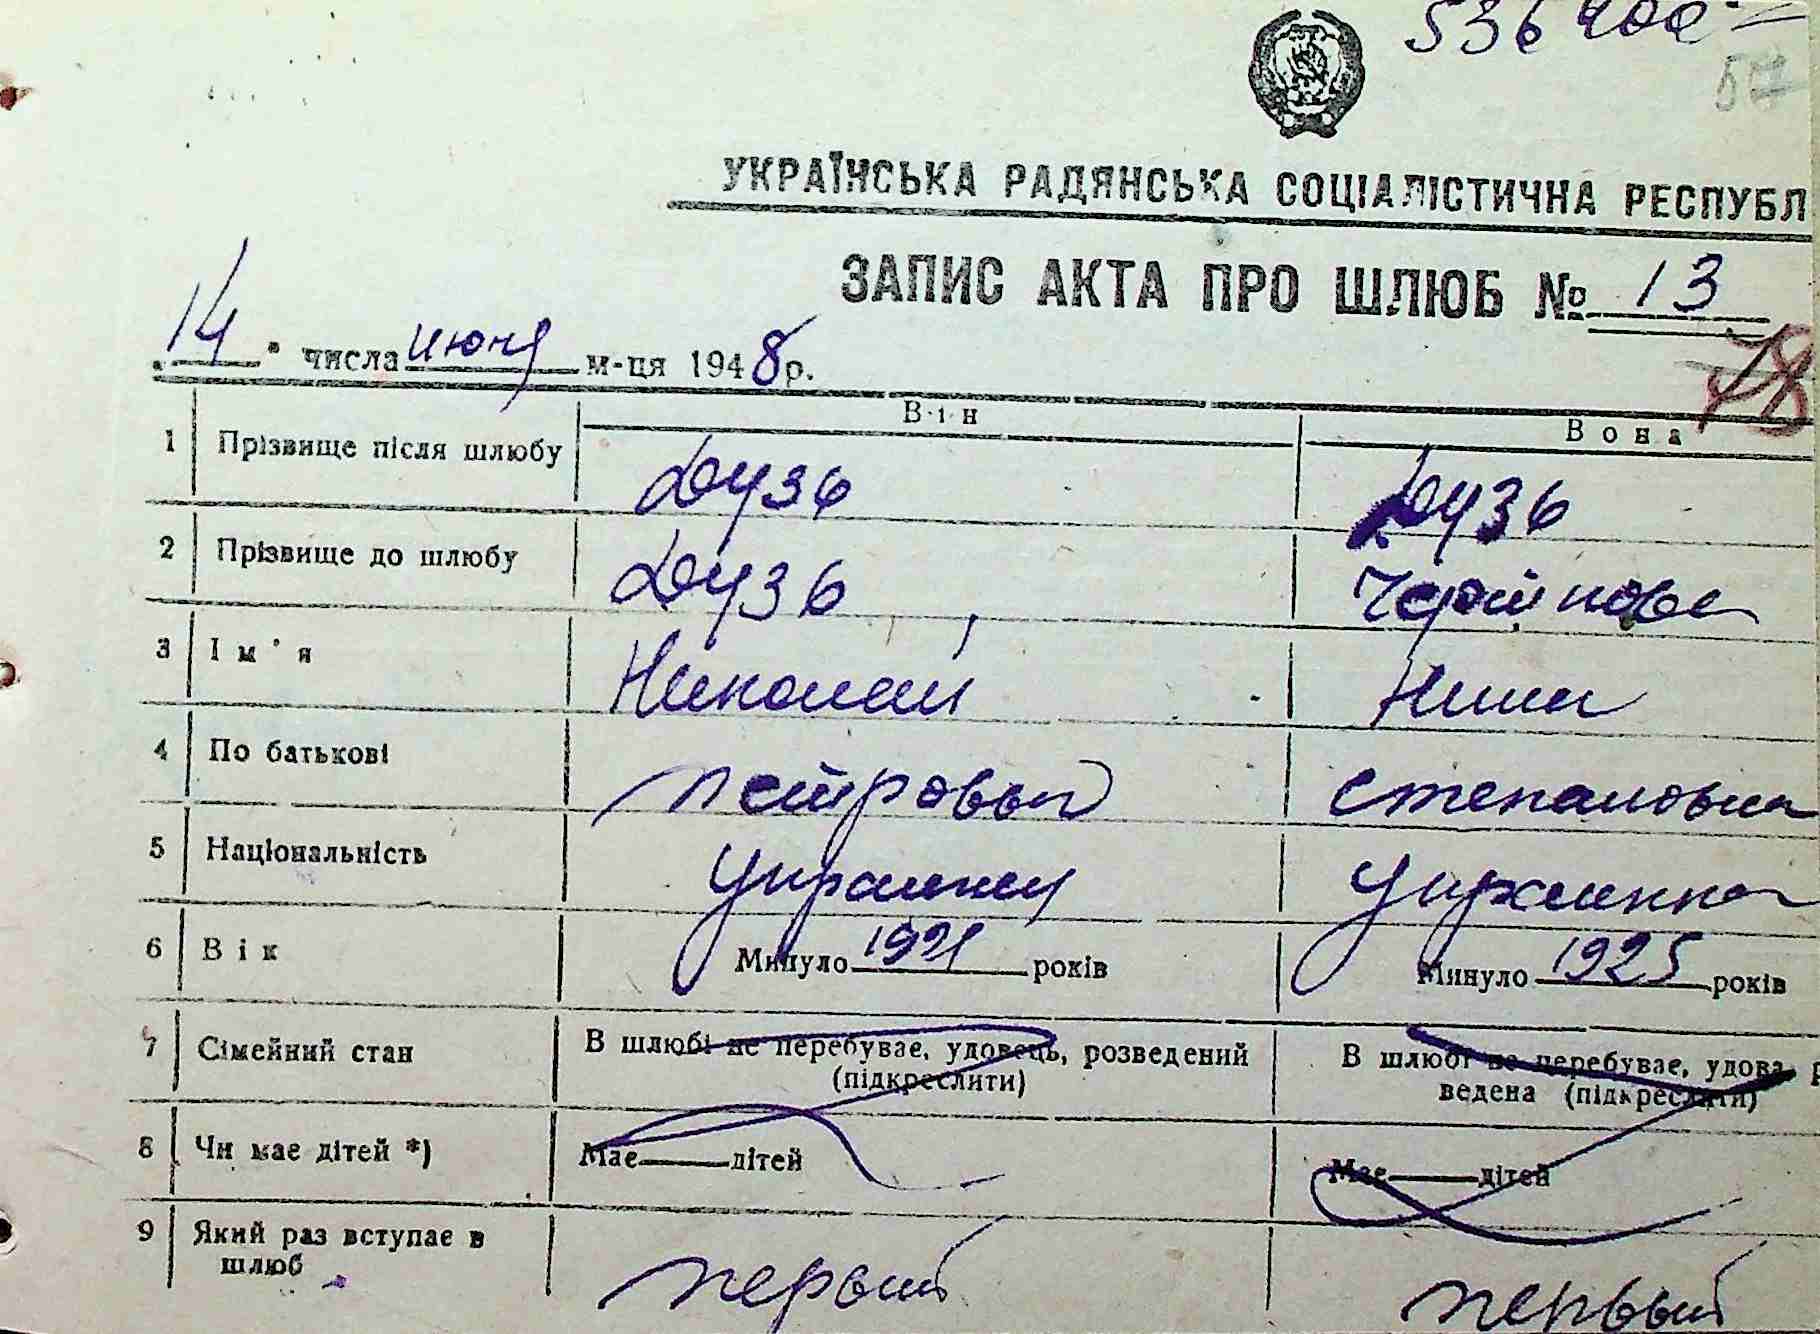 УКРАЇНСЬКА РАДЯНСЬКА СОЦІАЛІСТИЧНА РЕСПУБЛ
ЗАПИС АКТА ПРО ШЛЮБ № 13
14 " числа июня м-ця 1948 р.
Він Вона
1 Прізвище після шлюбу Дузь Дузь
2 Прізвище до шлюбу Дузь
3 Ім'я Николай Нина
4 По батькові Петрович Степановна
5 Національність Украинец Украинка
6 Вік Минуло 1921 років Минуло 1925 років
7 Сімейний стан В шлюбі не перебуває, удовець, розведений В шлюбі не перебуває, удова, р
(підкреслити) ведена (підкреслити)
8 Чи має дітей *) Має дітей Має дітей
9 Який раз вступає в первый первый
шлюб